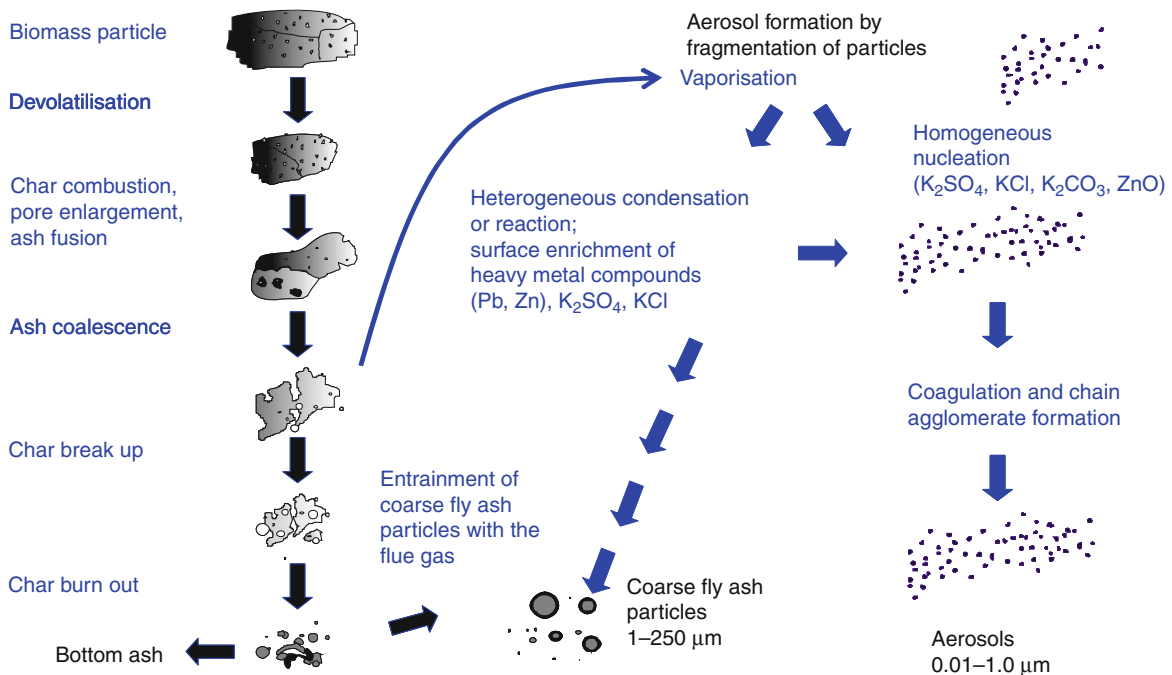 Biomass particle
Devolatilisation
Char combustion,
pore enlargement,
ash fusion
Ash coalescence
Char break up
Char burn out
Bottom ash
Entrainment of
coarse fly ash
particles with the
flue gas
Coarse fly ash
particles
1–250 μm
Heterogeneous condensation
or reaction;
surface enrichment of
heavy metal compounds
(Pb, Zn), K₂SO₄, KCl
Aerosol formation by
fragmentation of particles
Vaporisation
Homogeneous
nucleation
(K₂SO₄, KCl, K₂CO₃, ZnO)
Coagulation and chain
agglomerate formation
Aerosols
0.01–1.0 μm